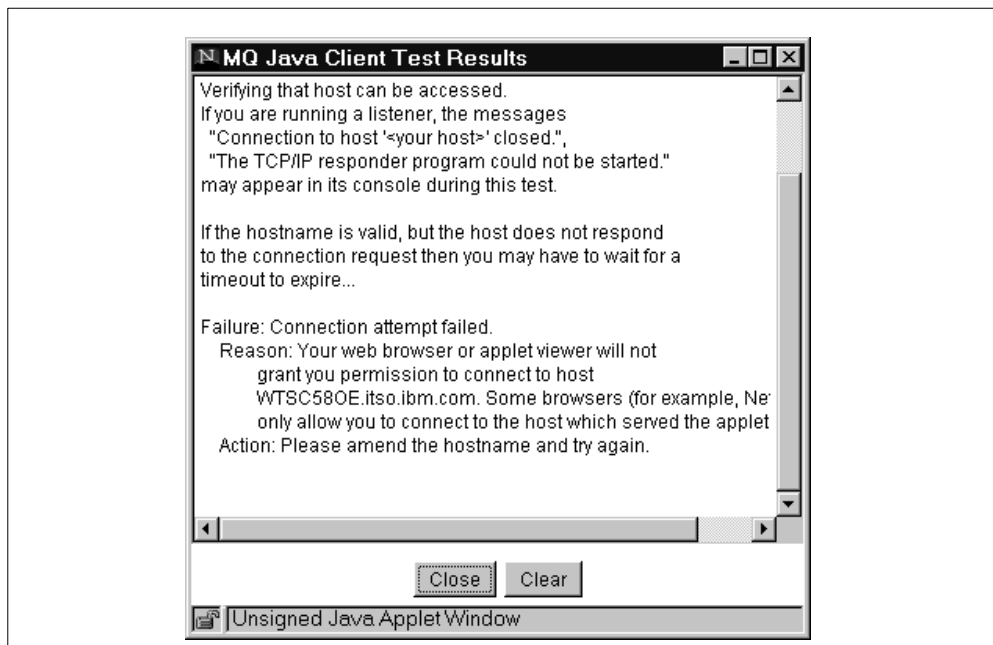 MQ Java Client Test Results
Verifying that host can be accessed.
If you are running a listener, the messages
"Connection to host '<your host>' closed.",
"The TCP/IP responder program could not be started."
may appear in its console during this test.
If the hostname is valid, but the host does not respond
to the connection request then you may have to wait for a
timeout to expire...
Failure: Connection attempt failed.
Reason: Your web browser or applet viewer will not
grant you permission to connect to host
WTSC58OE.itso.ibm.com. Some browsers (for example,
only allow you to connect to the host which served the applet
Action: Please amend the hostname and try again.
Close Clear
Unsigned Java Applet Window